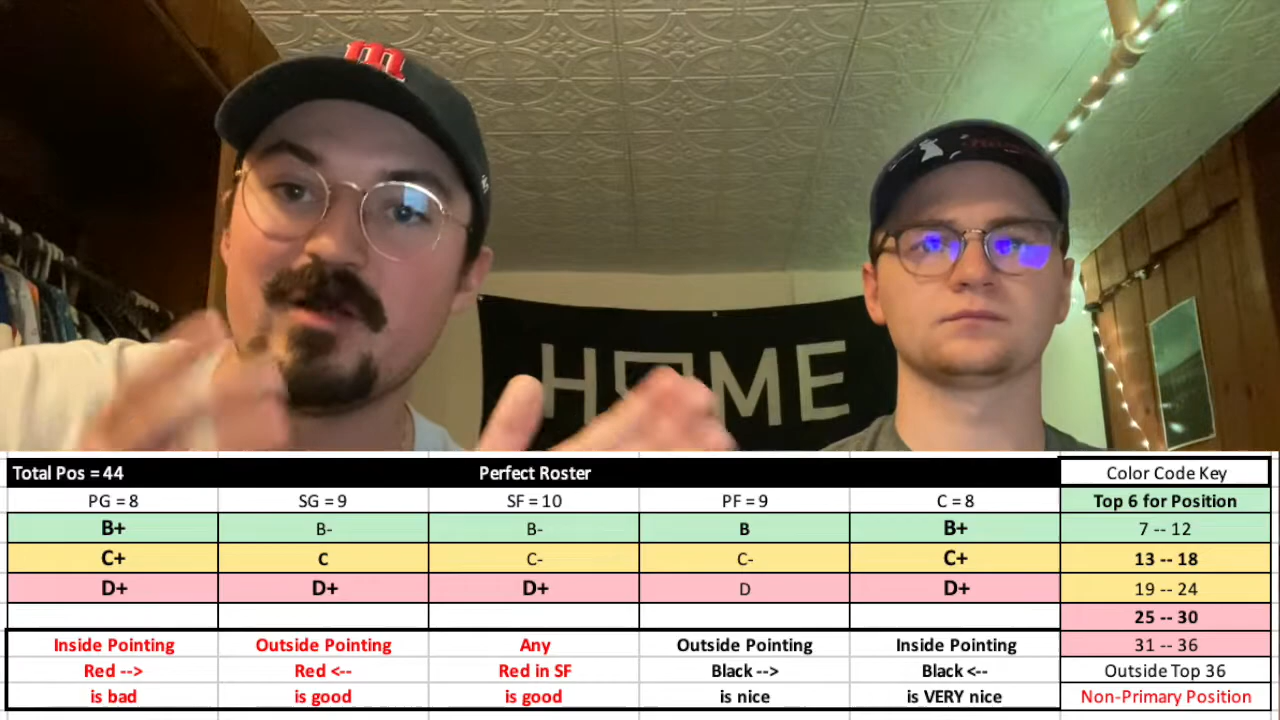 m
HOME
Total Pos = 44 Perfect Roster Color Code Key
PG = 8 SG = 9 SF = 10 PF = 9 C = 8 Top 6 for Position
B+ B- B- B B+ 7 -- 12
C+ C C- C- C+ 13 -- 18
D+ D+ D+ D D+ 19 -- 24
25 -- 30
Inside Pointing Outside Pointing Any Outside Pointing Inside Pointing 31 -- 36
Red --> Red <-- Red in SF Black --> Black <-- Outside Top 36
is bad is good is good is nice is VERY nice Non-Primary Position